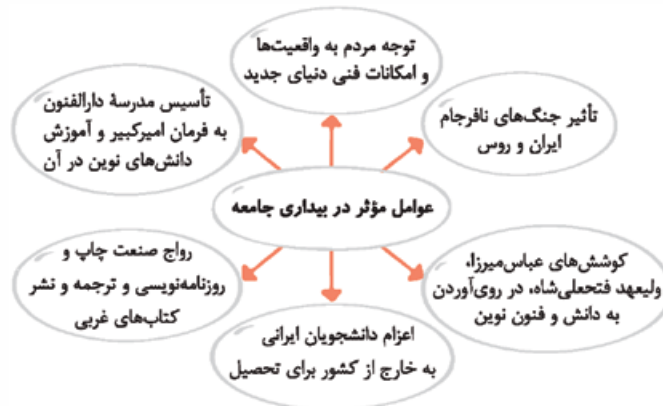 توجه مردم به واقعیت‌ها
و امکانات فنی دنیای جدید
تأثیر جنگ‌های نافرجام
ایران و روس
تأسیس مدرسهٔ دارالفنون
به فرمان امیرکبیر و آموزش
دانش‌های نوین در آن
عوامل مؤثر در بیداری جامعه
کوشش‌های عباس‌میرزا،
ولیعهد فتحعلی‌شاه، در روی‌آوردن
به دانش و فنون نوین
رواج صنعت چاپ و
روزنامه‌نویسی و ترجمه و نشر
کتاب‌های غربی
اعزام دانشجویان ایرانی
به خارج از کشور برای تحصیل